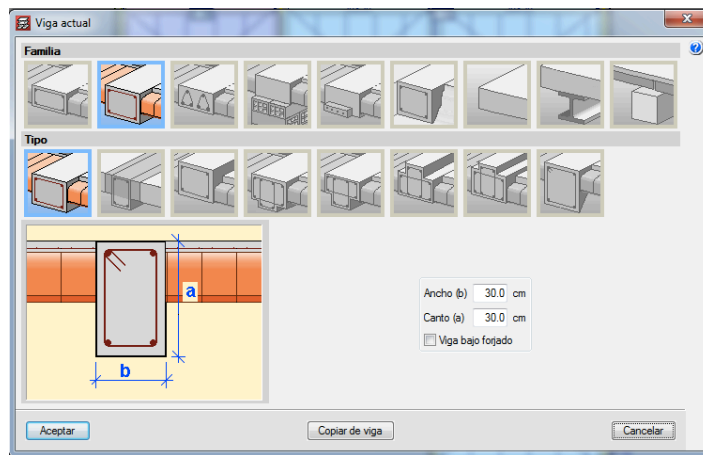 Viga actual
Familia
Tipo
a
b
Ancho (b) 30.0 cm
Canto (a) 30.0 cm
Viga bajo forjado
Aceptar
Copiar de viga
Cancelar